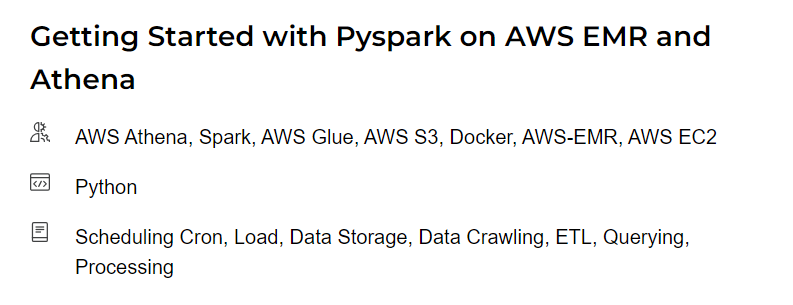 Getting Started with Pyspark on AWS EMR and
Athena
AWS Athena, Spark, AWS Glue, AWS S3, Docker, AWS-EMR, AWS EC2
Python
Scheduling Cron, Load, Data Storage, Data Crawling, ETL, Querying,
Processing